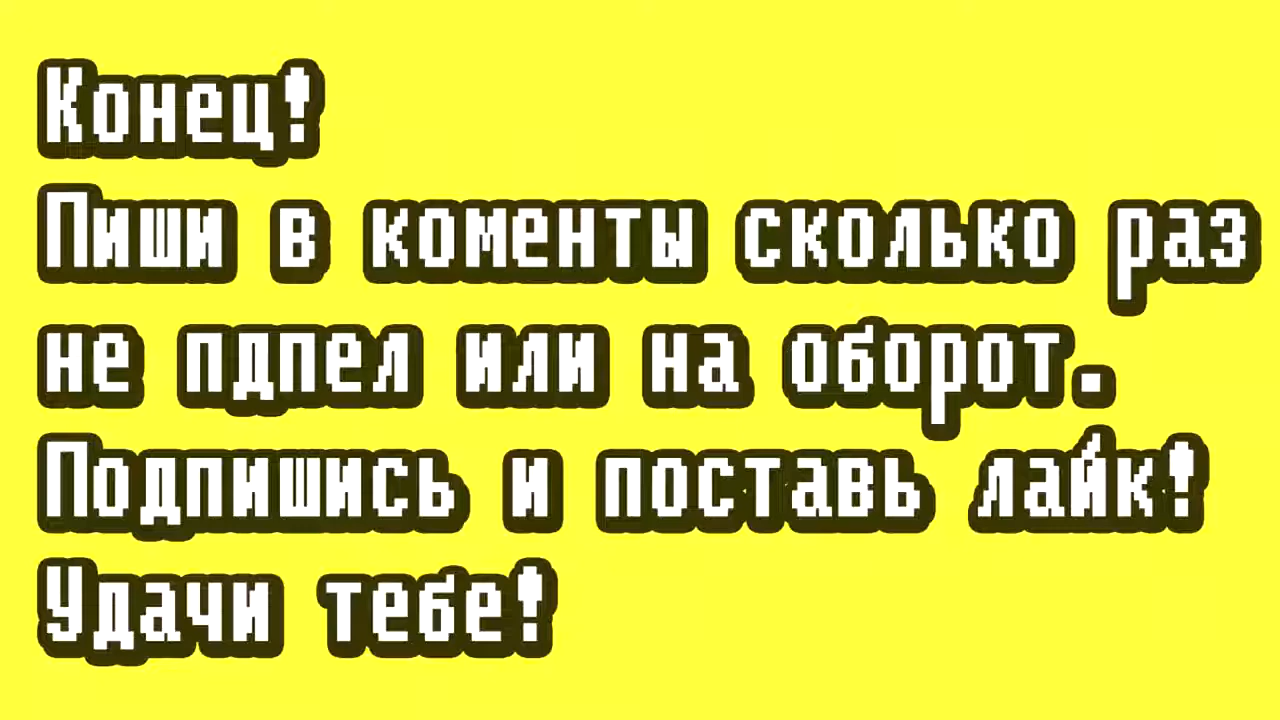 Конец!
Пиши в коменты сколько раз
не пдпел или на оборот.
Подпишись и поставь лайк!
Удачи тебе!